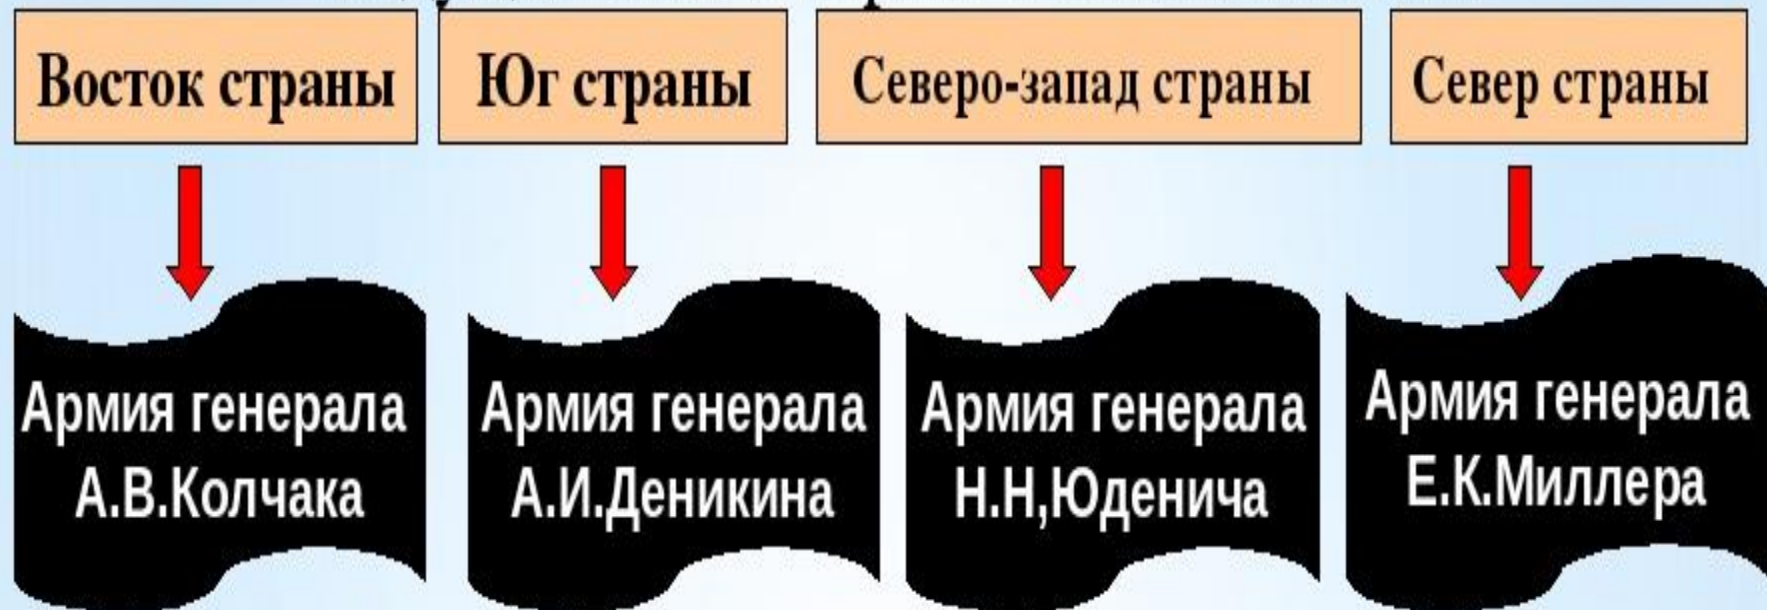 Восток страны
Юг страны
Северо-запад страны
Север страны
Армия генерала
А.В.Колчака
Армия генерала
А.И.Деникина
Армия генерала
Н.Н,Юденича
Армия генерала
Е.К.Миллера